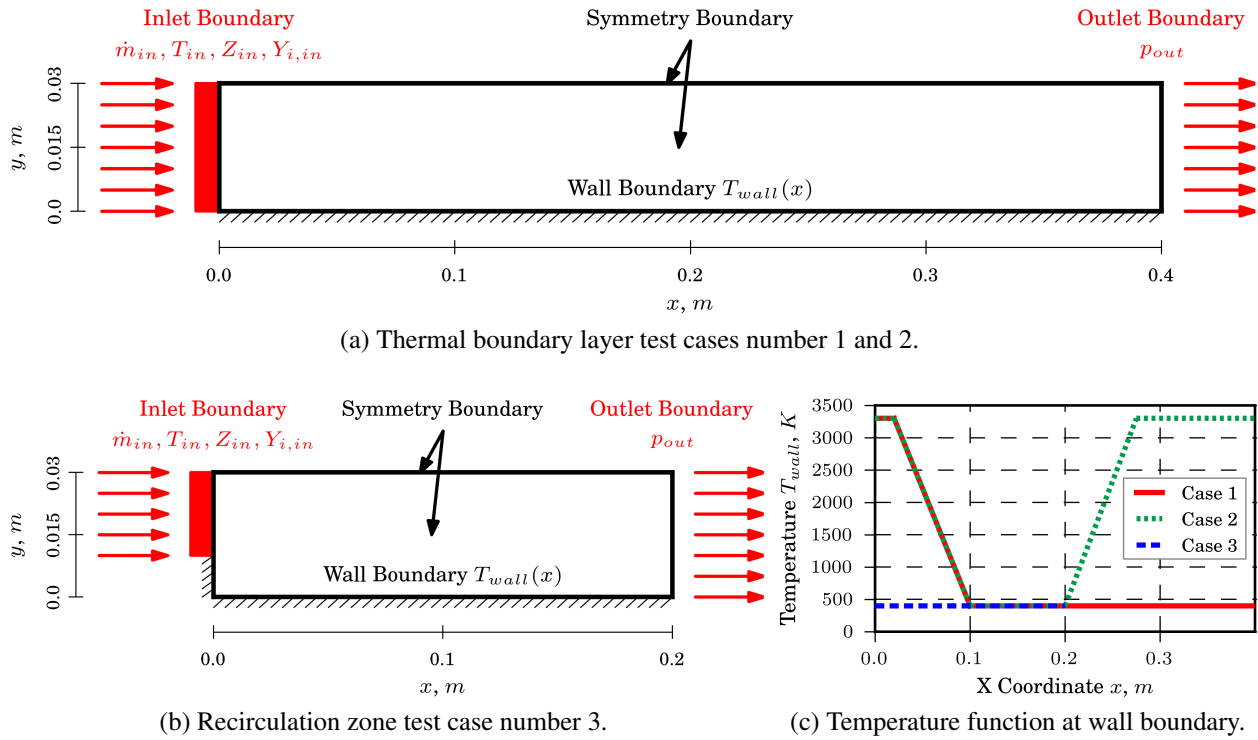 Inlet Boundary
Symmetry Boundary
Outlet Boundary
ṁ_in, T_in, Z_in, Y_i,in
p_out
y, m
0.03
0.015
0.0
Wall Boundary T_wall(x)
0.0 0.1 0.2 0.3 0.4
x, m
(a) Thermal boundary layer test cases number 1 and 2.
Inlet Boundary
Symmetry Boundary
Outlet Boundary
ṁ_in, T_in, Z_in, Y_i,in
p_out
y, m
0.03
0.015
0.0
Wall Boundary T_wall(x)
0.0 0.1 0.2
x, m
(b) Recirculation zone test case number 3.
Temperature T_wall, K
3500
3000
2500
2000
1500
1000
500
0
Case 1
Case 2
Case 3
0.0 0.1 0.2 0.3
X Coordinate x, m
(c) Temperature function at wall boundary.